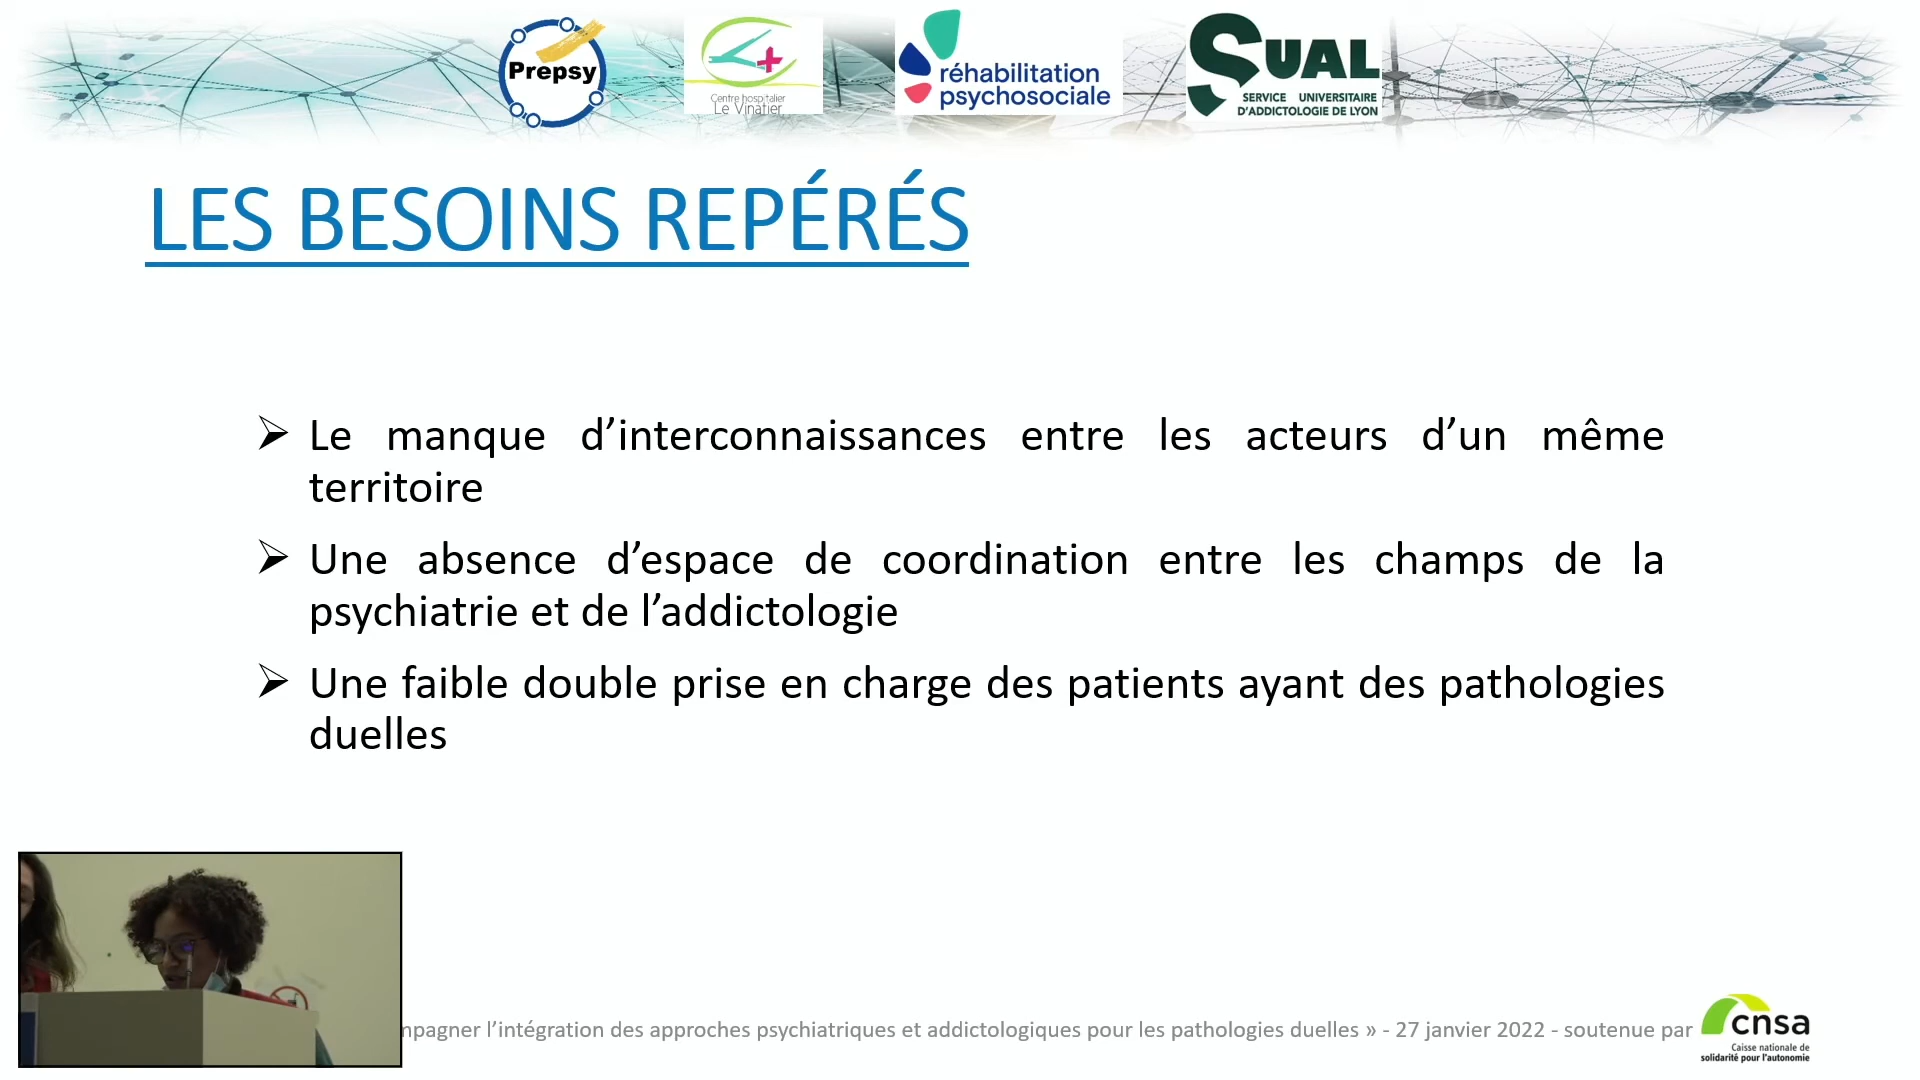 Prepsy
Centre hospitalier
Le Vinatier
réhabilitation
psychosociale
SUAL
SERVICE UNIVERSITAIRE
D'ADDICTOLOGIE DE LYON
LES BESOINS REPÉRÉS
➢ Le manque d’interconnaissances entre les acteurs d’un même
territoire
➢ Une absence d’espace de coordination entre les champs de la
psychiatrie et de l’addictologie
➢ Une faible double prise en charge des patients ayant des pathologies
duelles
mpagner l’intégration des approches psychiatriques et addictologiques pour les pathologies duelles » - 27 janvier 2022 - soutenue par
cnsa
Caisse nationale de
solidarité pour l'autonomie